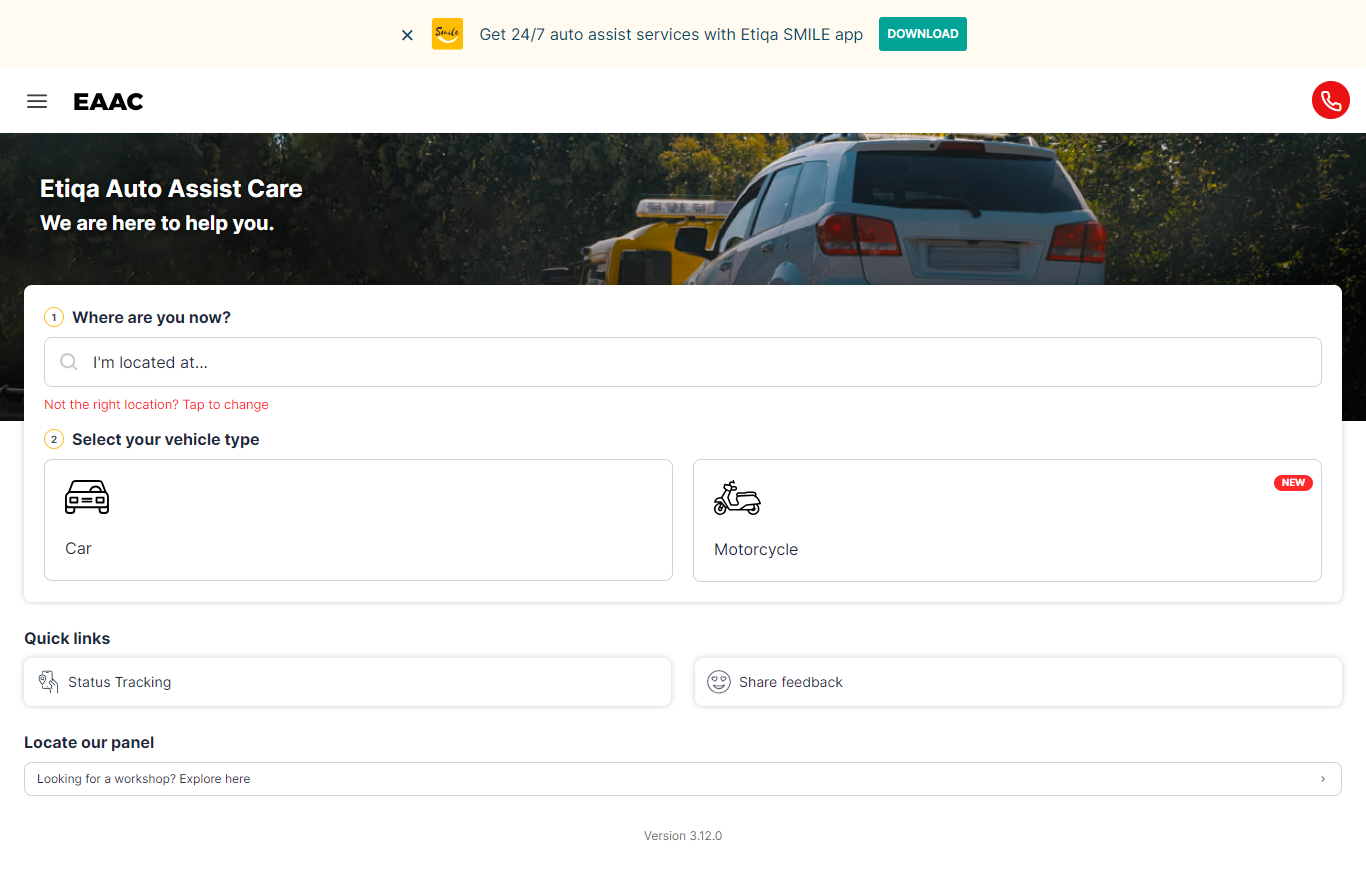 Smile
Get 24/7 auto assist services with Etiqa SMILE app
DOWNLOAD
EAAC
Etiqa Auto Assist Care
We are here to help you.
1 Where are you now?
I'm located at...
Not the right location? Tap to change
2 Select your vehicle type
Car
NEW
Motorcycle
Quick links
Status Tracking
Share feedback
Locate our panel
Looking for a workshop? Explore here
Version 3.12.0